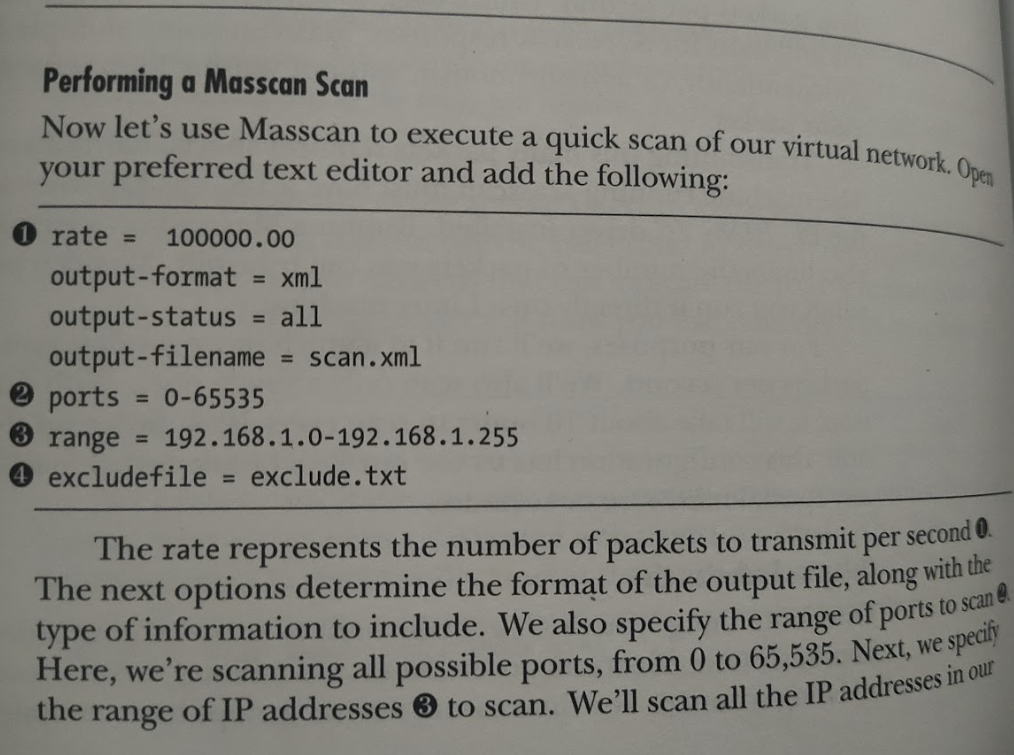 Performing a Masscan Scan
Now let's use Masscan to execute a quick scan of our virtual network. Open
your preferred text editor and add the following:
❶ rate =  100000.00
output-format = xml
output-status = all
output-filename = scan.xml
❷ ports = 0-65535
❸ range = 192.168.1.0-192.168.1.255
❹ excludefile = exclude.txt
The rate represents the number of packets to transmit per second ❶.
The next options determine the format of the output file, along with the
type of information to include. We also specify the range of ports to scan ❷.
Here, we're scanning all possible ports, from 0 to 65,535. Next, we specify
the range of IP addresses ❸ to scan. We'll scan all the IP addresses in our